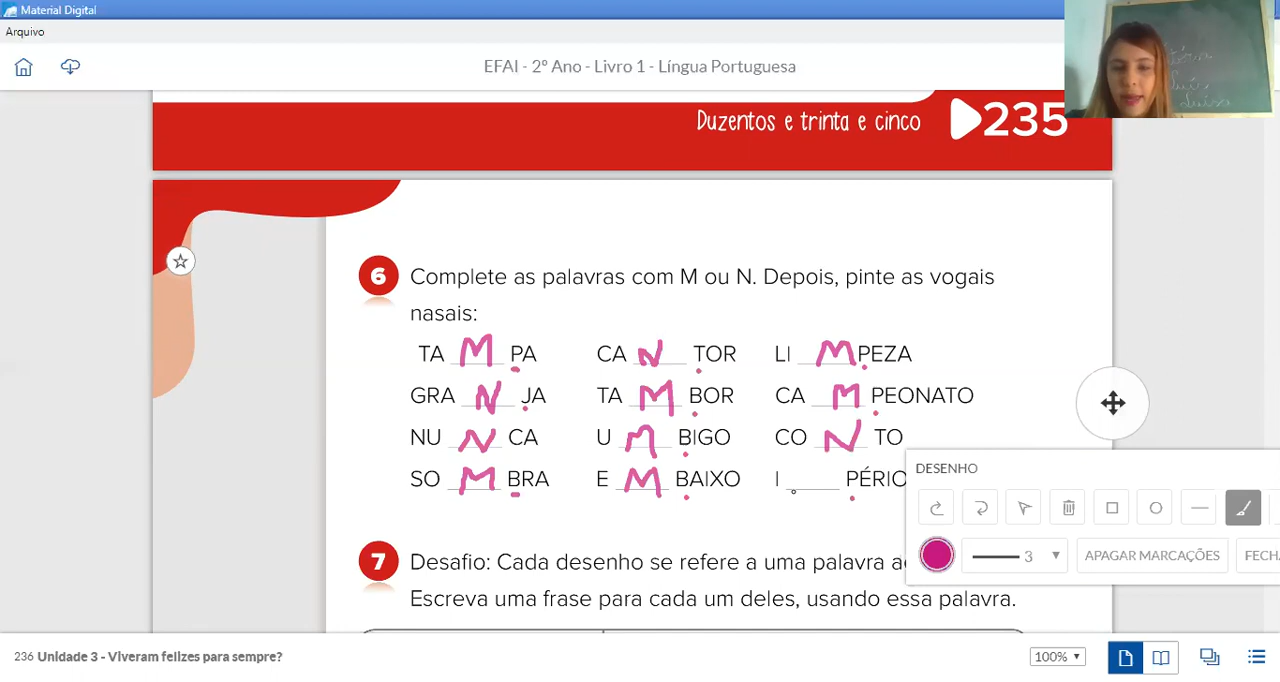 Material Digital
Arquivo
EFAI - 2º Ano - Livro 1 - Língua Portuguesa
Duzentos e trinta e cinco 235
6 Complete as palavras com M ou N. Depois, pinte as vogais
nasais:
TA M PA CA N TOR LI M PEZA
GRA N JA TA M BOR CA M PEONATO
NU N CA U M BIGO CO N TO
SO M BRA E M BAIXO I ____ PÉRIO
DESENHO
3 APAGAR MARCAÇÕES FECHA
7 Desafio: Cada desenho se refere a uma palavra
Escreva uma frase para cada um deles, usando essa palavra.
236 Unidade 3 - Viveram felizes para sempre? 100%